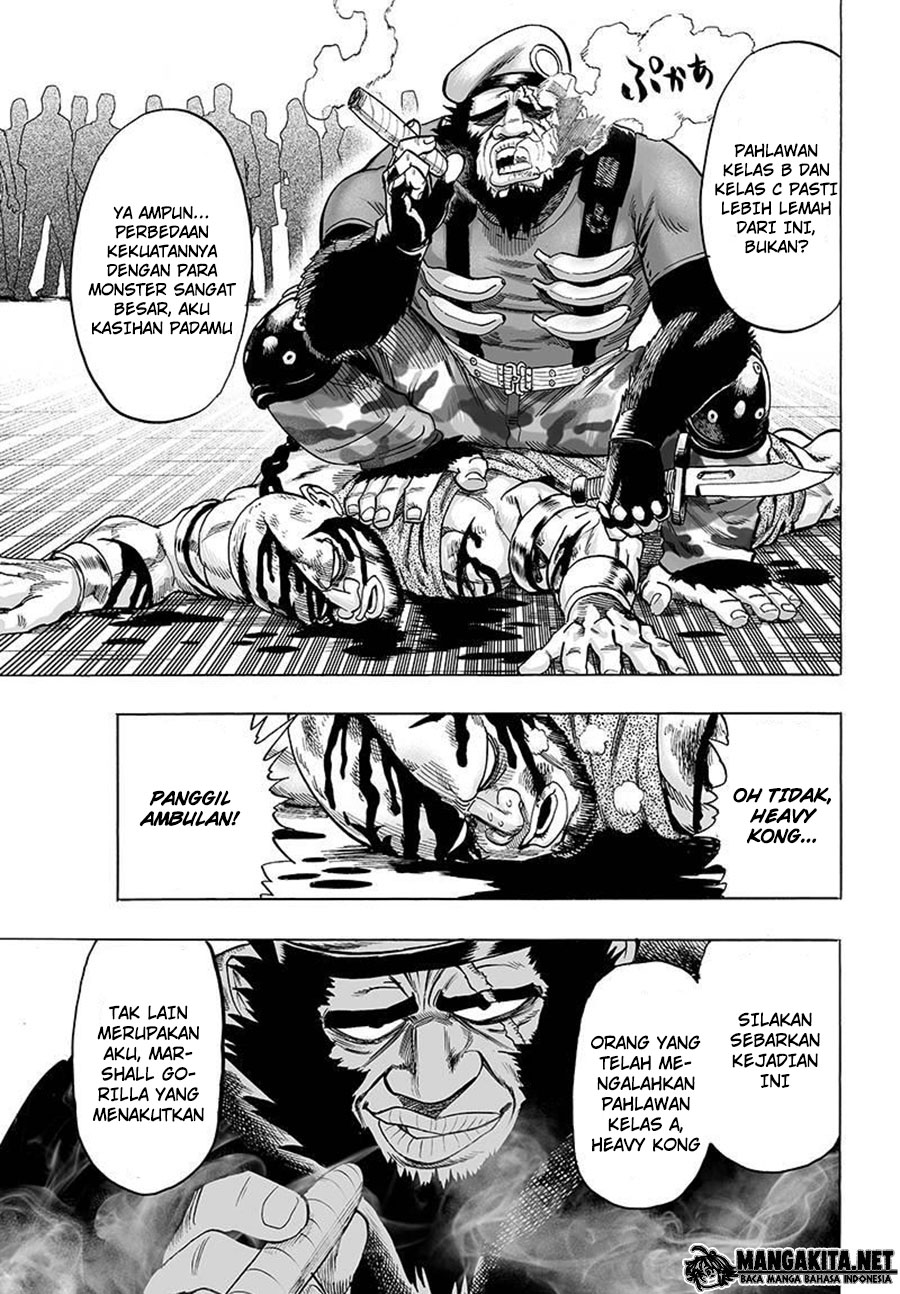 ぷかあ
PAHLAWAN
KELAS B DAN
KELAS C PASTI
LEBIH LEMAH
DARI INI,
BUKAN?
YA AMPUN...
PERBEDAAN
KEKUATANNYA
DENGAN PARA
MONSTER SANGAT
BESAR, AKU
KASIHAN PADAMU
OH TIDAK,
HEAVY
KONG...
PANGGIL
AMBULAN!
SILAKAN
SEBARKAN
KEJADIAN
INI
ORANG YANG
TELAH ME-
NGALAHKAN
PAHLAWAN
KELAS A,
HEAVY KONG
TAK LAIN
MERUPAKAN
AKU, MAR-
SHALL GO-
RILLA YANG
MENAKUTKAN
MANGAKITA.NET
BACA MANGA BAHASA INDONESIA